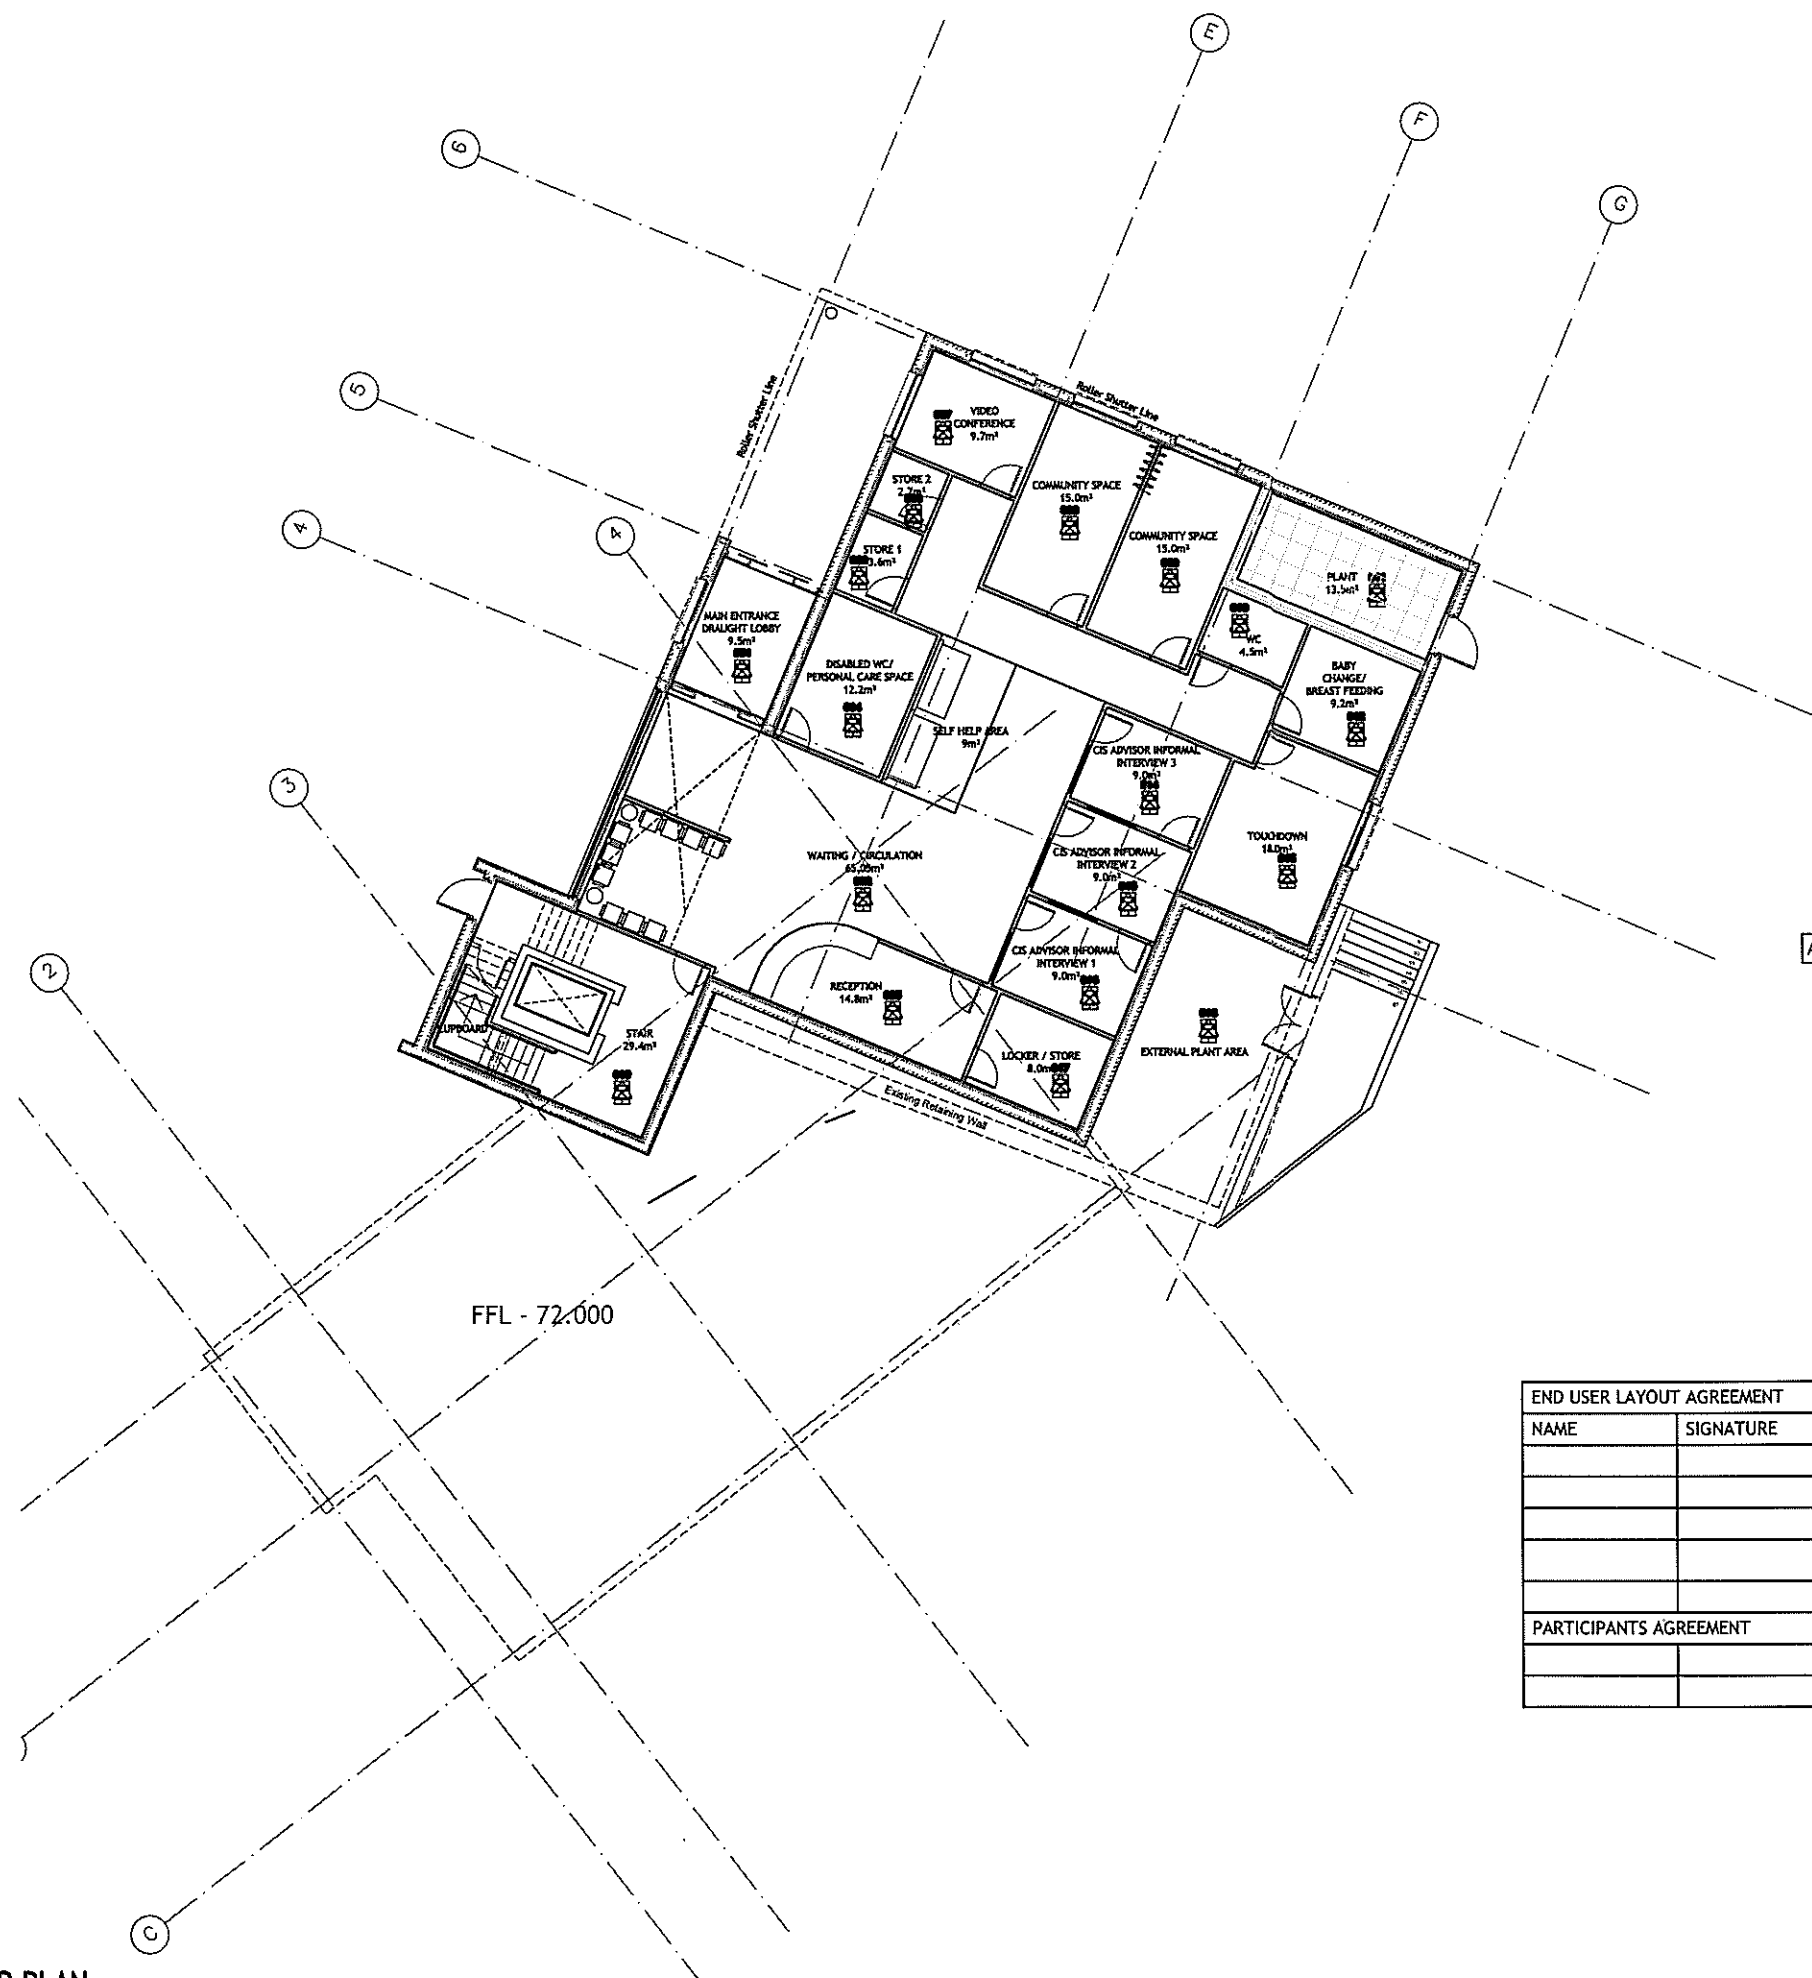 E
F
G
6
5
4
4
3
2
Roller Shutter Line
Roller Shutter Line
VIDEO
CONFERENCE
9.7m²
STORE 2
STORE 1
3.6m²
COMMUNITY SPACE
15.0m²
COMMUNITY SPACE
15.0m²
PLANT
WC
4.5m²
BABY
CHANGE/
BREAST FEEDING
9.2m²
MAIN ENTRANCE
DRAUGHT LOBBY
9.5m²
DISABLED WC/
PERSONAL CARE SPACE
12.2m²
SELF HELP AREA
9m²
CIS ADVISOR INFORMAL
INTERVIEW 3
9.0m²
TOUCHDOWN
18.0m²
WAITING / CIRCULATION
CIS ADVISOR INFORMAL
INTERVIEW 2
9.0m²
CIS ADVISOR INFORMAL
INTERVIEW 1
9.0m²
RECEPTION
14.8m²
CUPBOARD
STAIR
29.4m²
LOCKER / STORE
8.0m²
EXTERNAL PLANT AREA
Existing Retaining Wall
FFL - 72.000
END USER LAYOUT AGREEMENT
NAME SIGNATURE
PARTICIPANTS AGREEMENT
C
PLAN